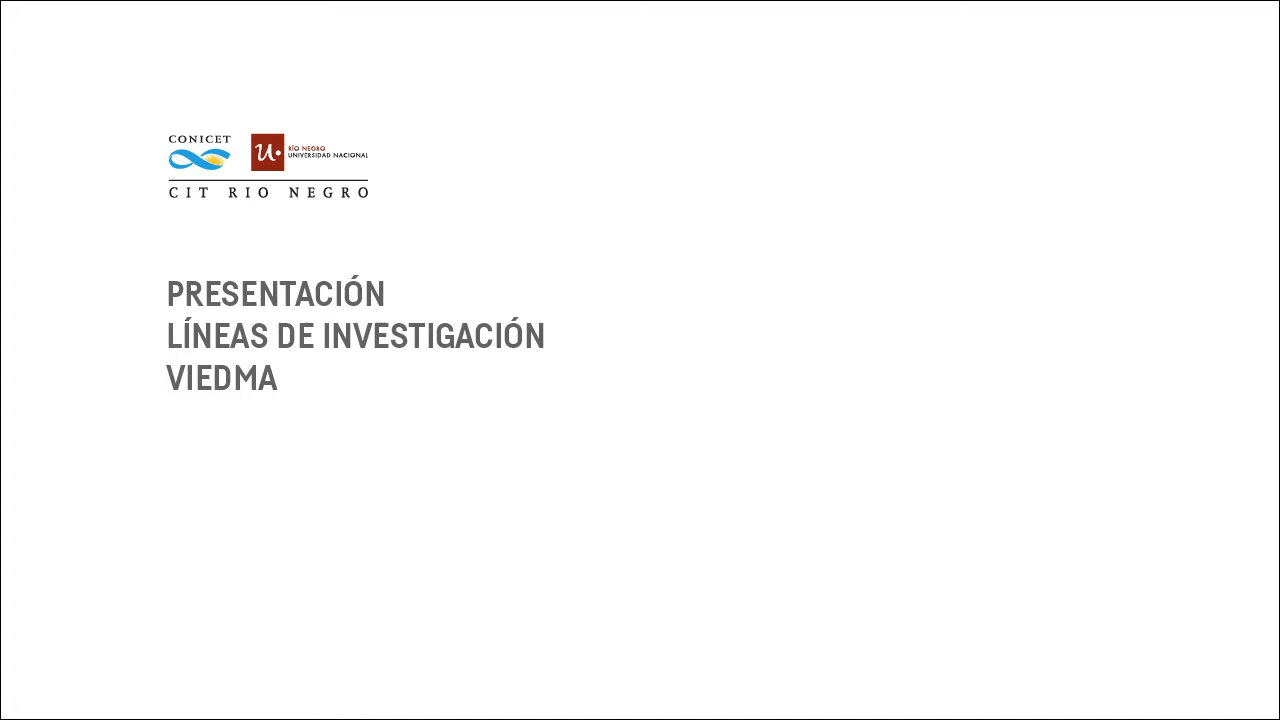 CONICET
u.
RÍO NEGRO
UNIVERSIDAD NACIONAL
CIT RIO NEGRO
PRESENTACIÓN
LÍNEAS DE INVESTIGACIÓN
VIEDMA